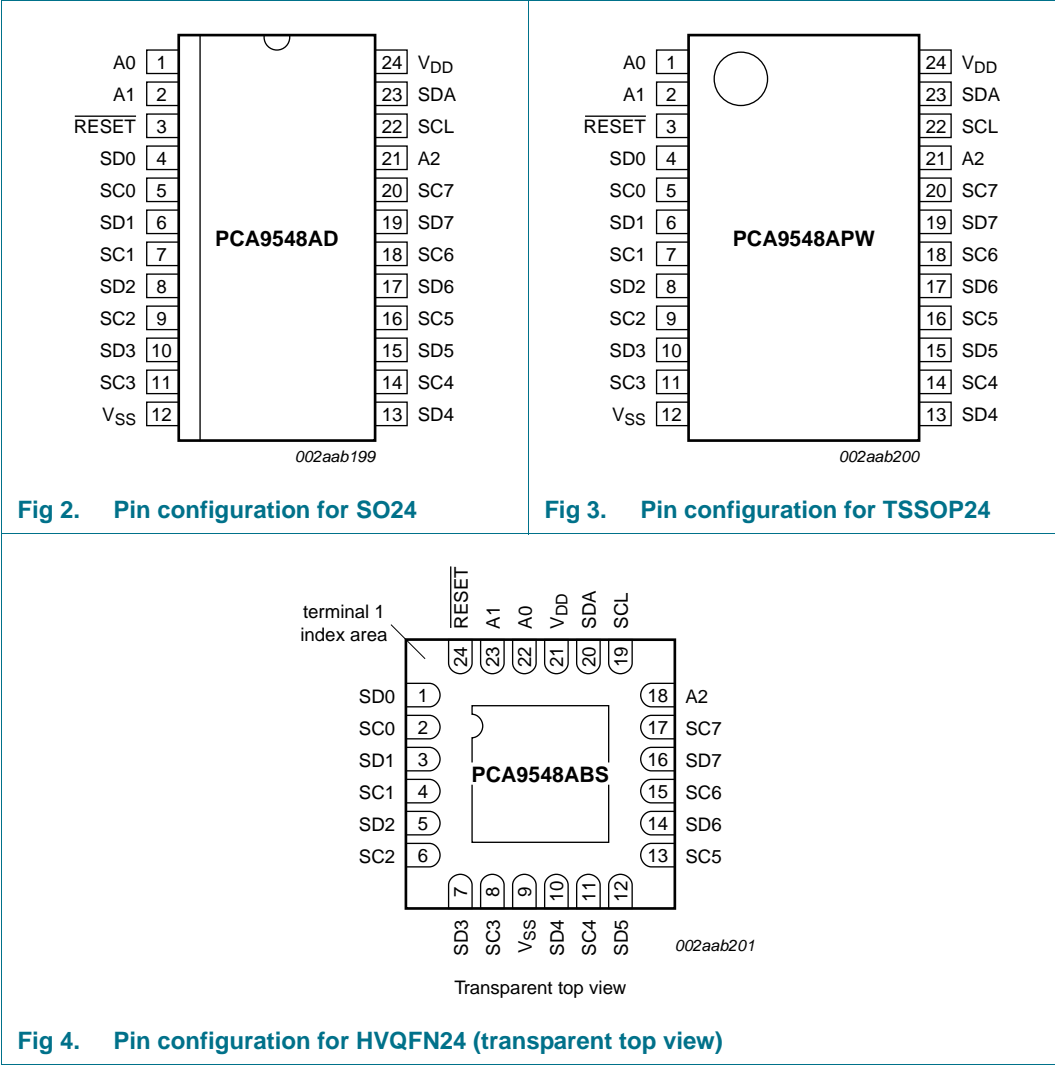 A0 1 24 VDD
A1 2 23 SDA
RESET 3 22 SCL
SD0 4 21 A2
SC0 5 20 SC7
SD1 6 19 SD7
SC1 7 18 SC6
SD2 8 17 SD6
SC2 9 16 SC5
SD3 10 15 SD5
SC3 11 14 SC4
VSS 12 13 SD4
PCA9548AD
002aab199
Fig 2. Pin configuration for SO24
A0 1 24 VDD
A1 2 23 SDA
RESET 3 22 SCL
SD0 4 21 A2
SC0 5 20 SC7
SD1 6 19 SD7
SC1 7 18 SC6
SD2 8 17 SD6
SC2 9 16 SC5
SD3 10 15 SD5
SC3 11 14 SC4
VSS 12 13 SD4
PCA9548APW
002aab200
Fig 3. Pin configuration for TSSOP24
terminal 1
index area
RESET A1 A0 VDD SDA SCL
24 23 22 21 20 19
SD0 1 18 A2
SC0 2 17 SC7
SD1 3 16 SD7
PCA9548ABS
SC1 4 15 SC6
SD2 5 14 SD6
SC2 6 13 SC5
7 8 9 10 11 12
SD3 SC3 VSS SD4 SC4 SD5
002aab201
Transparent top view
Fig 4. Pin configuration for HVQFN24 (transparent top view)